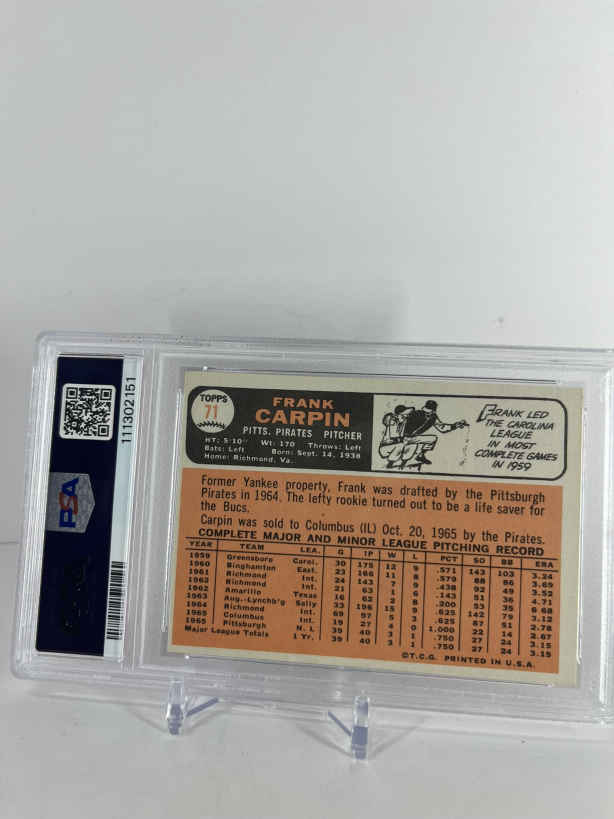 111302151
PSA
TOPPS
71
FRANK
CARPIN
PITTS. PIRATES PITCHER
HT: 5:10" Wt: 170 Throws: Left
Bats: Left Born: Sept. 14, 1938
Home: Richmond, Va.
FRANK LED
THE CAROLINA
LEAGUE
IN MOST
COMPLETE GAMES
IN 1959
Former Yankee property, Frank was drafted by the Pittsburgh
Pirates in 1964. The lefty rookie turned out to be a life saver for
the Bucs.
Carpin was sold to Columbus (IL) Oct. 20, 1965 by the Pirates.
COMPLETE MAJOR AND MINOR LEAGUE PITCHING RECORD
YEAR TEAM LEA. G IP W L PCT SO BB ERA
1959 Greensboro Carol. 30 175 12 9 .571 143 103 3.24
1960 Binghamton East. 23 166 11 8 .579 88 86 3.69
1961 Richmond Int. 24 143 7 9 .438 92 49 3.52
1962 Richmond Int. 21 63 1 6 .143 51 36 4.71
1962 Amarillo Texas 16 62 2 8 .200 53 35 6.68
1963 Aug.-Lynchb'g Sally 33 196 15 9 .625 142 79 3.12
1964 Richmond Int. 69 97 5 3 .625 87 51 2.78
1965 Columbus Int. 19 27 4 0 1.000 22 14 2.67
1965 Pittsburgh N. L. 39 40 3 1 .750 27 24 3.15
Major League Totals 1 Yr. 39 40 3 1 .750 27 24 3.15
©T.C.G. PRINTED IN U.S.A.